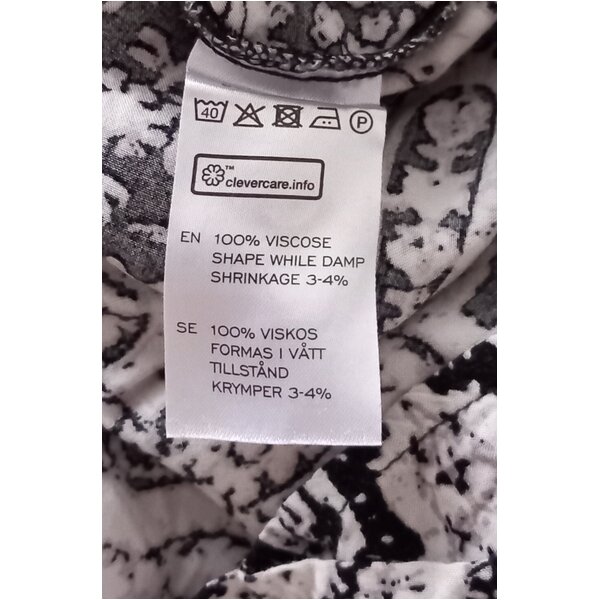 40 P
™
clevercare.info
EN 100% VISCOSE
SHAPE WHILE DAMP
SHRINKAGE 3-4%
SE 100% VISKOS
FORMAS I VÅTT
TILLSTÅND
KRYMPER 3-4%